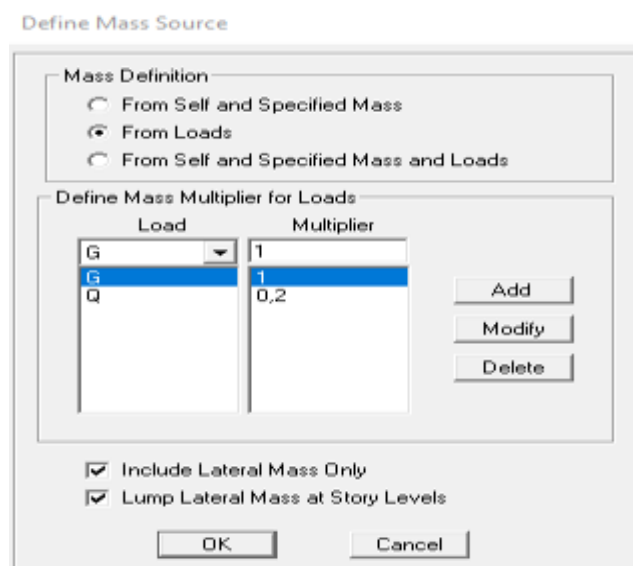 Define Mass Source
Mass Definition
From Self and Specified Mass
From Loads
From Self and Specified Mass and Loads
Define Mass Multiplier for Loads
Load Multiplier
G 1
G 1
Q 0,2
Add
Modify
Delete
Include Lateral Mass Only
Lump Lateral Mass at Story Levels
OK Cancel